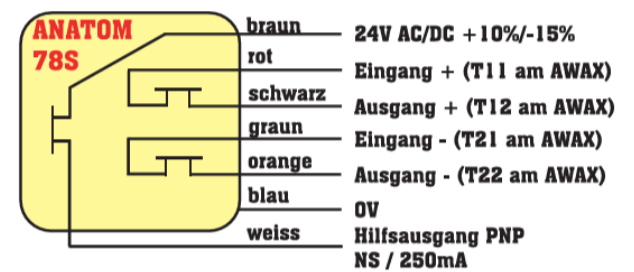 ANATOM
78S
braun 24V AC/DC +10%/-15%
rot Eingang + (T11 am AWAX)
schwarz Ausgang + (T12 am AWAX)
graun Eingang - (T21 am AWAX)
orange Ausgang - (T22 am AWAX)
blau 0V
weiss Hilfsausgang PNP
NS / 250mA